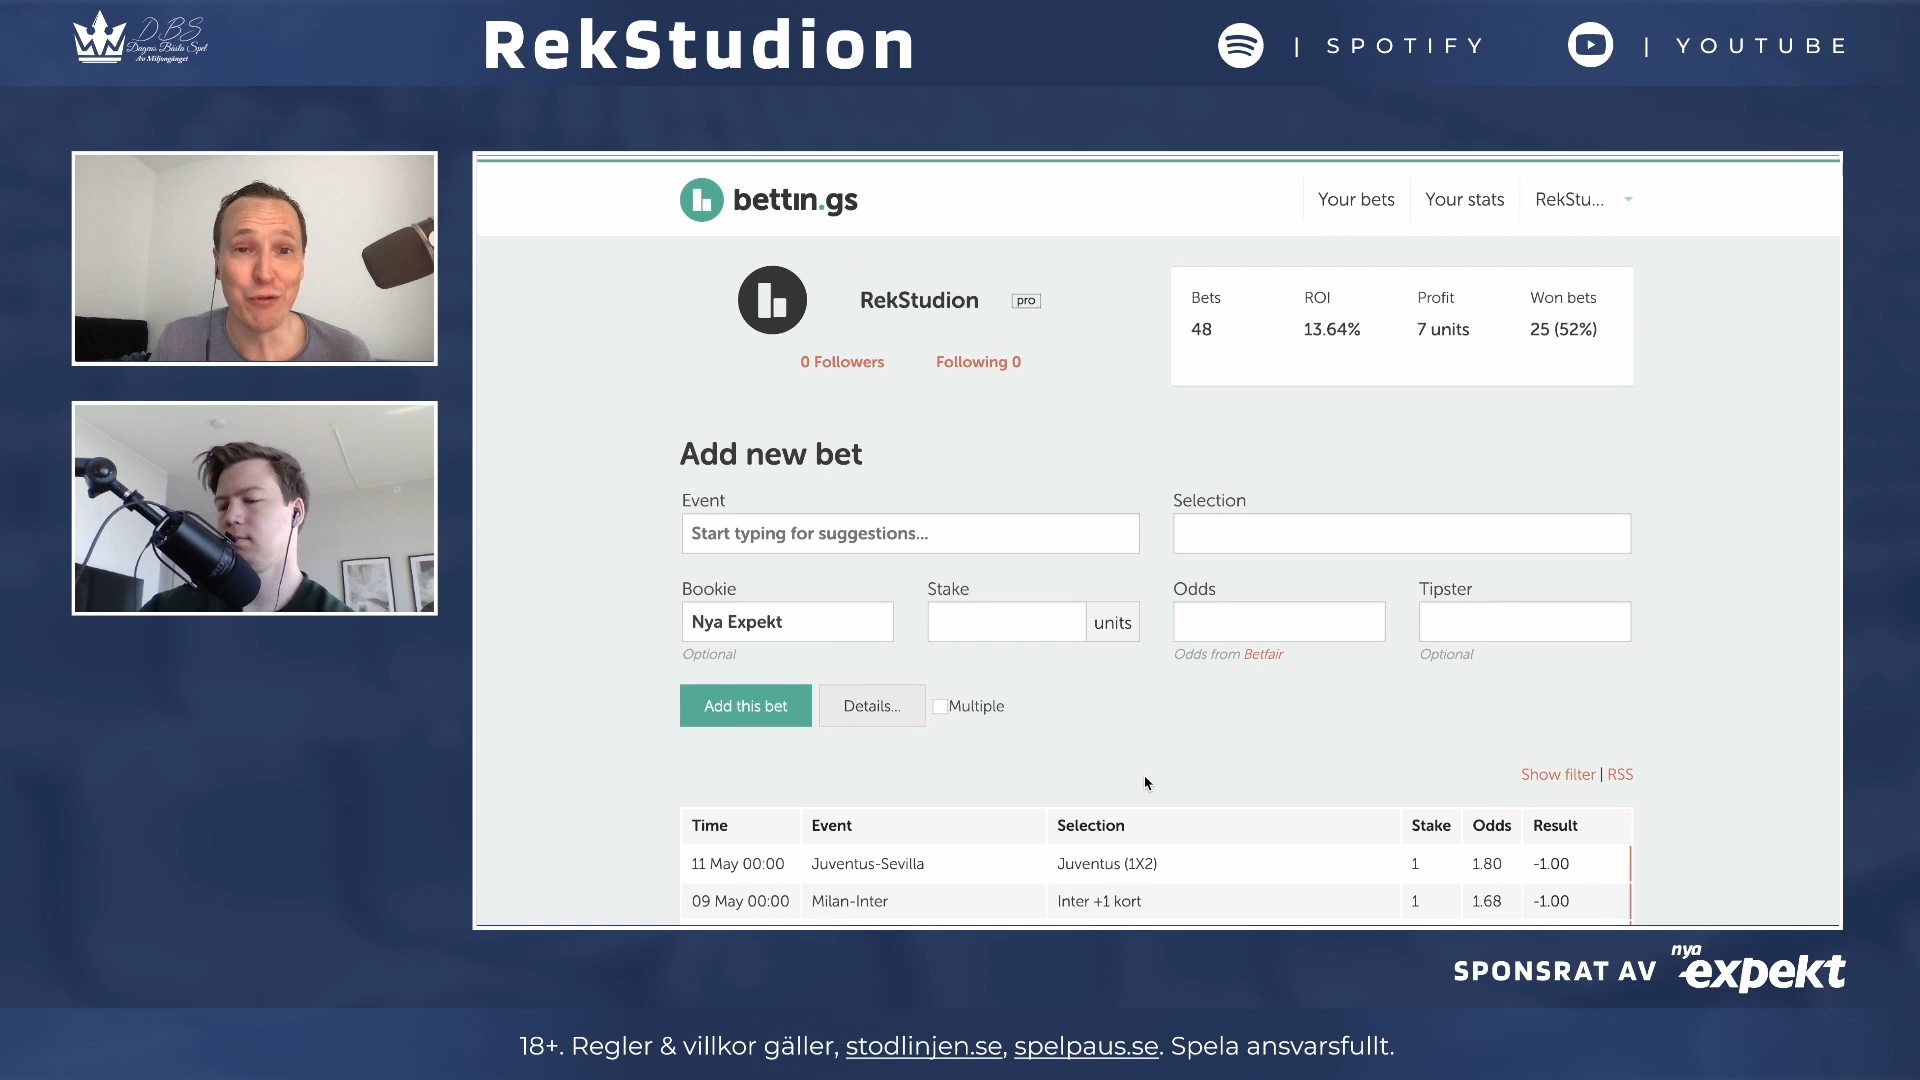 DBS
Dagens Bästa Spel
Av Miljongänget
RekStudion
| SPOTIFY
| YOUTUBE
bettin.gs
Your bets
Your stats
RekStu...
RekStudion
pro
0 Followers
Following 0
Bets
ROI
Profit
Won bets
48
13.64%
7 units
25 (52%)
Add new bet
Event
Selection
Start typing for suggestions...
Bookie
Stake
Odds
Tipster
Nya Expekt
units
Optional
Odds from Betfair
Optional
Add this bet
Details...
Multiple
Show filter | RSS
Time Event Selection Stake Odds Result
11 May 00:00 Juventus-Sevilla Juventus (1X2) 1 1.80 -1.00
09 May 00:00 Milan-Inter Inter +1 kort 1 1.68 -1.00
SPONSRAT AV
nya
expekt
18+. Regler & villkor gäller, stodlinjen.se, spelpaus.se. Spela ansvarsfullt.